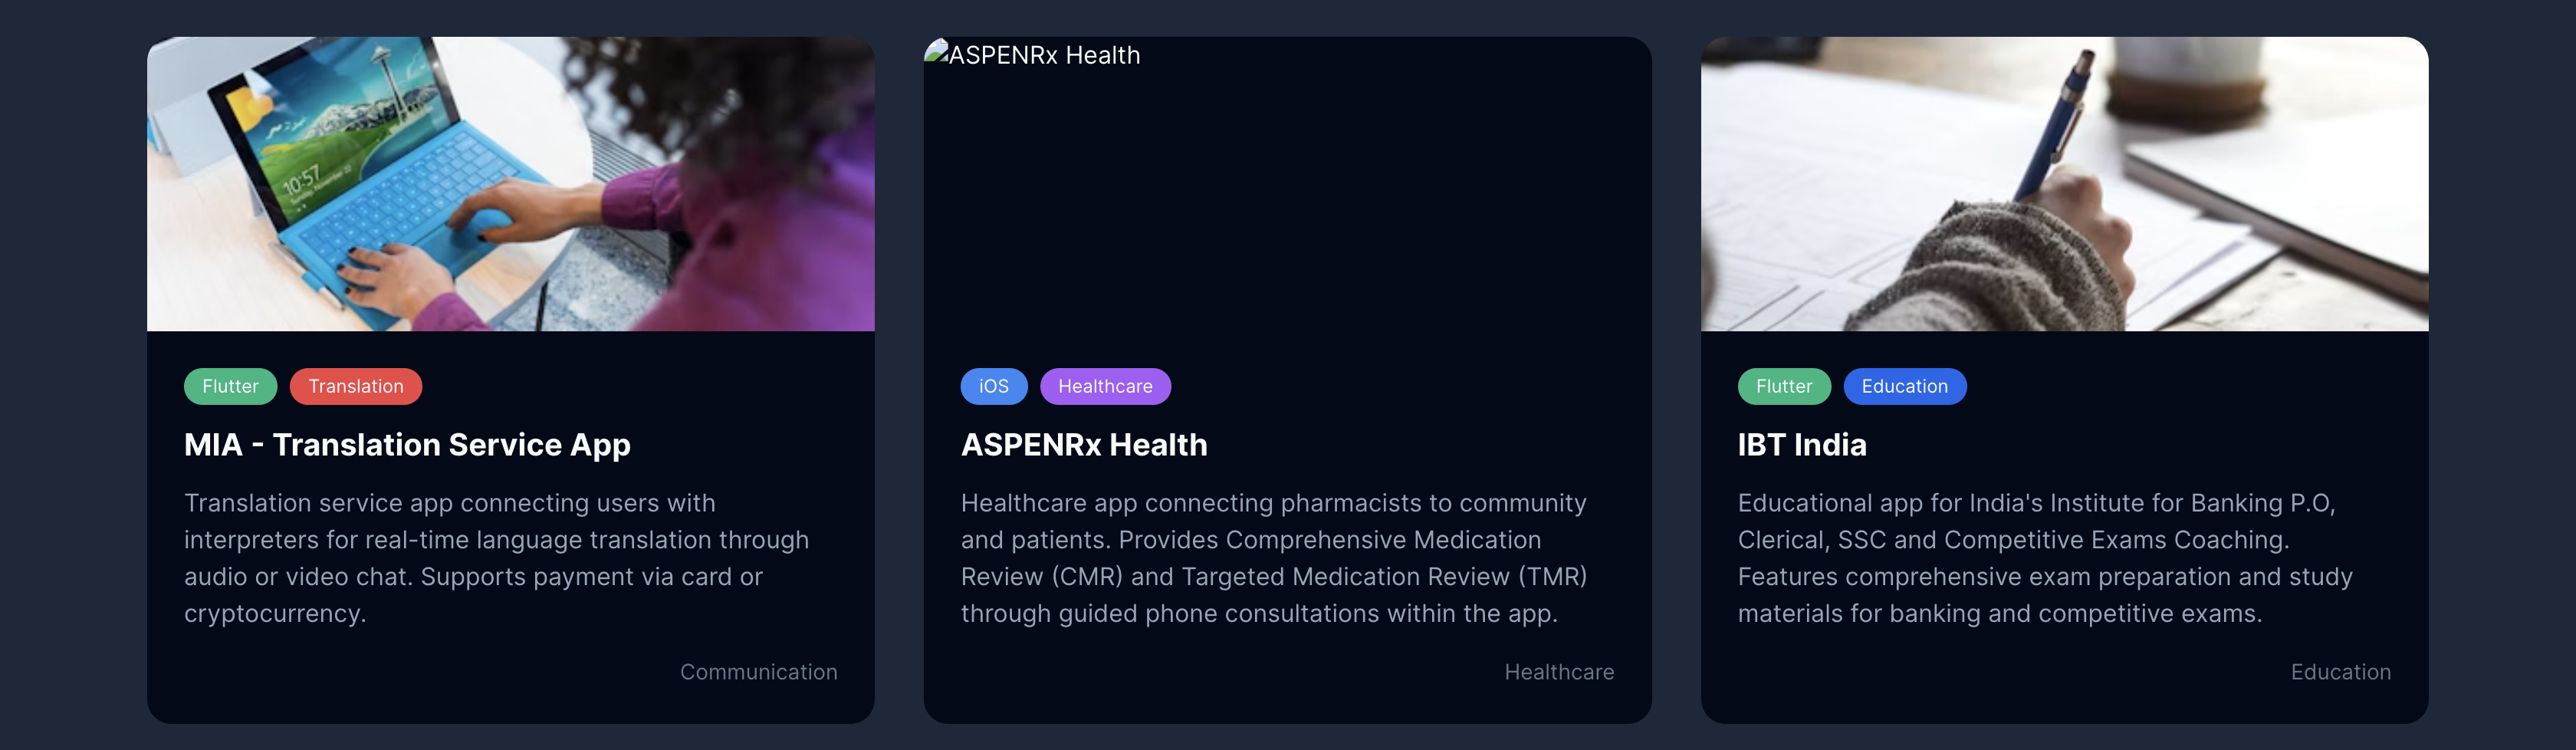 10:57
Flutter
Translation
MIA - Translation Service App
Translation service app connecting users with
interpreters for real-time language translation through
audio or video chat. Supports payment via card or
cryptocurrency.
Communication
ASPENRx Health
iOS
Healthcare
ASPENRx Health
Healthcare app connecting pharmacists to community
and patients. Provides Comprehensive Medication
Review (CMR) and Targeted Medication Review (TMR)
through guided phone consultations within the app.
Healthcare
Flutter
Education
IBT India
Educational app for India's Institute for Banking P.O,
Clerical, SSC and Competitive Exams Coaching.
Features comprehensive exam preparation and study
materials for banking and competitive exams.
Education